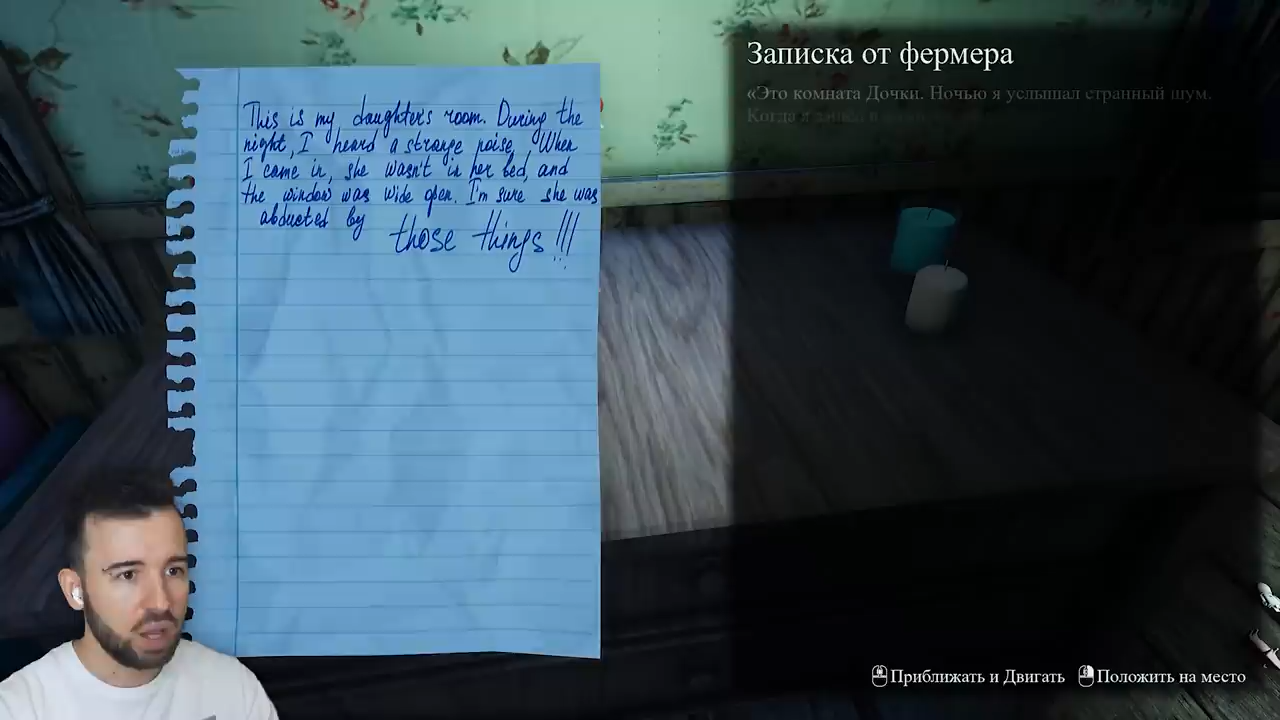 This is my daughter's room. During the
night, I heard a strange noise. When
I came in, she wasn't in her bed, and
the window was wide open. I'm sure she was
abducted by those things!!!
Записка от фермера
«Это комната Дочки. Ночью я услышал странный шум.
Когда я
Приближать и Двигать
Положить на место